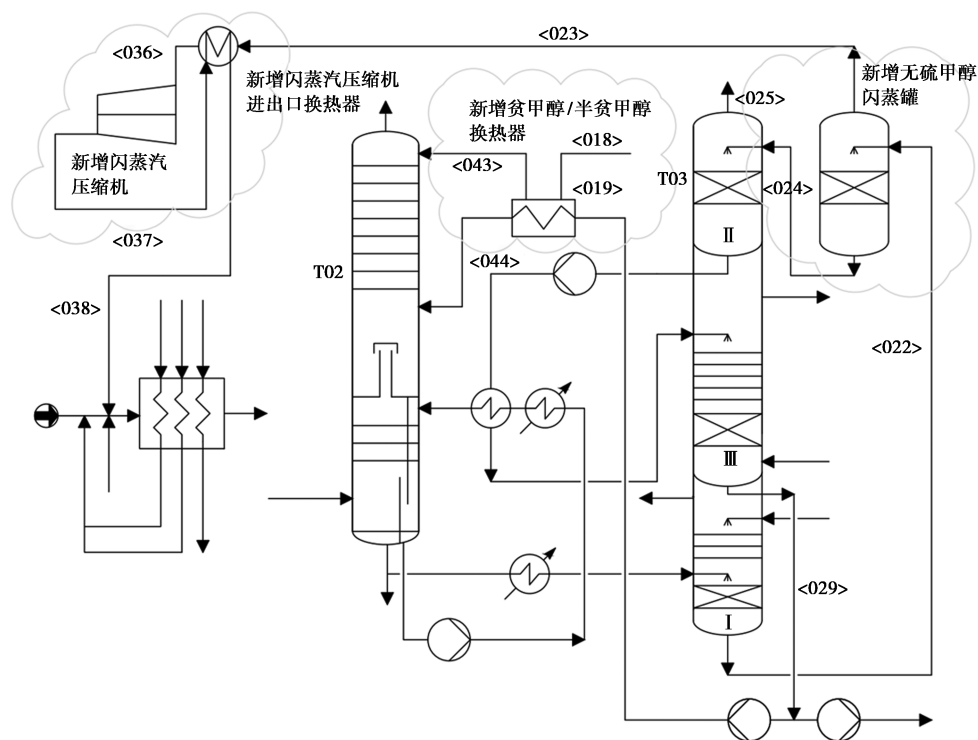 <023>
<036>
新增闪蒸汽压缩机
进出口换热器
新增无硫甲醇
闪蒸罐
新增贫甲醇/半贫甲醇
换热器
<025>
<018>
新增闪蒸汽
压缩机
<043>
T03
<019>
<024>
<037>
Ⅱ
T02
<044>
<038>
<022>
Ⅲ
<029>
Ⅰ